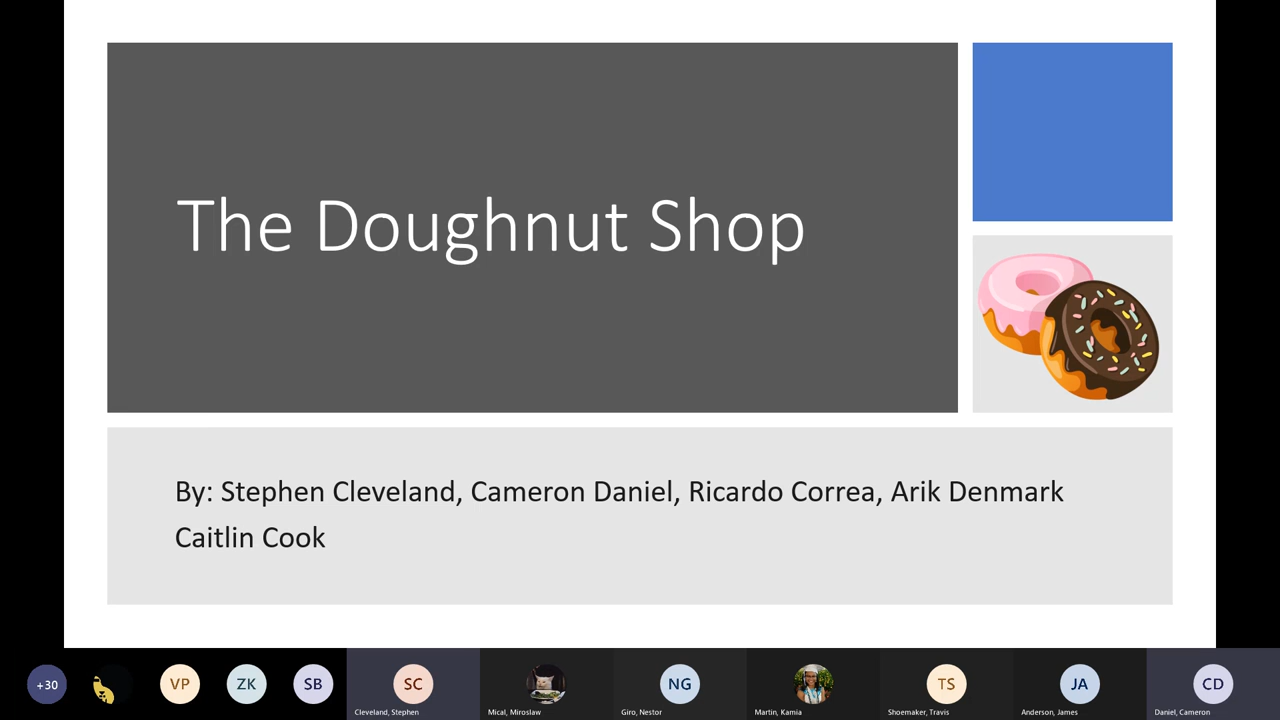 The Doughnut Shop
By: Stephen Cleveland, Cameron Daniel, Ricardo Correa, Arik Denmark
Caitlin Cook
+30
VP
ZK
SB
SC
NG
TS
JA
CD
Cleveland, Stephen
Mical, Miroslaw
Giro, Nestor
Martin, Kamia
Shoemaker, Travis
Anderson, James
Daniel, Cameron